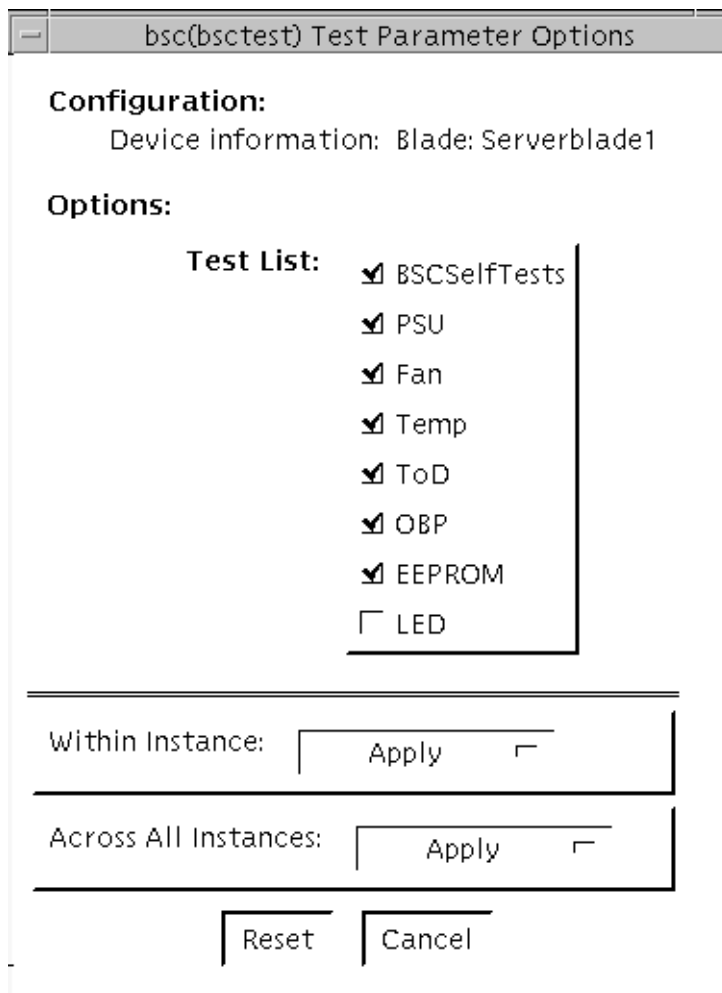 bsc(bsctest) Test Parameter Options
Configuration:
Device information: Blade: Serverblade1
Options:
Test List:
BSCSelfTests
PSU
Fan
Temp
ToD
OBP
EEPROM
LED
Within Instance: Apply
Across All Instances: Apply
Reset Cancel